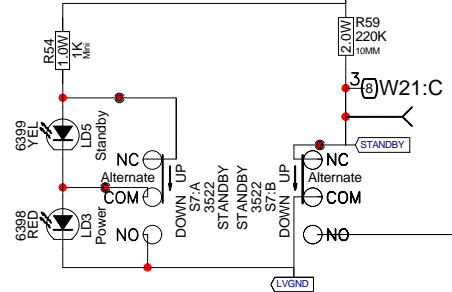 R54
1.0W
1K
Mini
R59
2.0W
220K
10MM
3
8
W21:C
STANDBY
6399
YEL
LD5
Standby
NC
Alternate
COM
NO
UP
DOWN
S7:A
3522
STANDBY
STANDBY
3522
S7:B
UP
DOWN
NC
Alternate
COM
NO
6398
RED
LD3
Power
LVGND